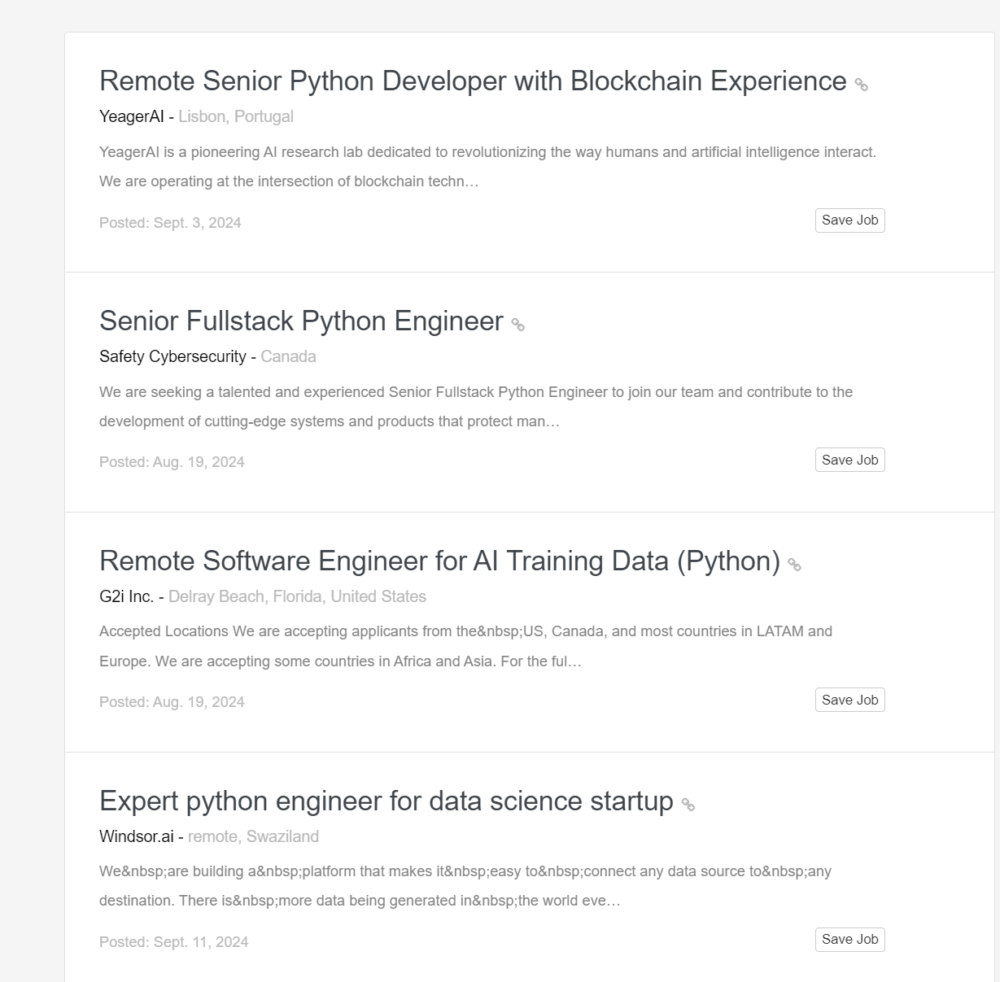 Remote Senior Python Developer with Blockchain Experience
YeagerAI - Lisbon, Portugal
YeagerAI is a pioneering AI research lab dedicated to revolutionizing the way humans and artificial intelligence interact.
We are operating at the intersection of blockchain techn…
Posted: Sept. 3, 2024
Save Job
Senior Fullstack Python Engineer
Safety Cybersecurity - Canada
We are seeking a talented and experienced Senior Fullstack Python Engineer to join our team and contribute to the
development of cutting-edge systems and products that protect man…
Posted: Aug. 19, 2024
Save Job
Remote Software Engineer for AI Training Data (Python)
G2i Inc. - Delray Beach, Florida, United States
Accepted Locations We are accepting applicants from the&nbsp;US, Canada, and most countries in LATAM and
Europe. We are accepting some countries in Africa and Asia. For the ful…
Posted: Aug. 19, 2024
Save Job
Expert python engineer for data science startup
Windsor.ai - remote, Swaziland
We&nbsp;are building a&nbsp;platform that makes it&nbsp;easy to&nbsp;connect any data source to&nbsp;any
destination. There is&nbsp;more data being generated in&nbsp;the world eve…
Posted: Sept. 11, 2024
Save Job